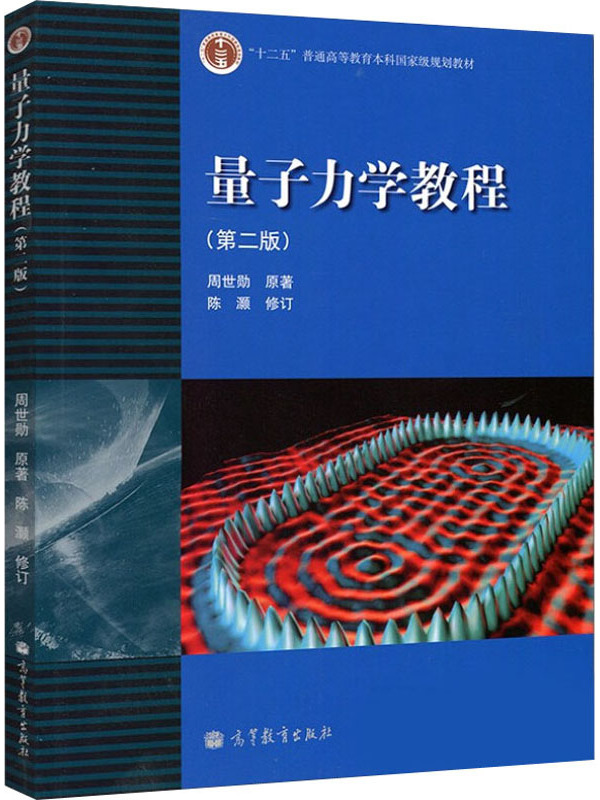 "十二五"普通高等教育本科国家级规划教材
量子力学教程
(第二版)
周世勋 原著
陈 灏 修订
高等教育出版社
量子力学教程(第二版)
周世勋 原著 陈 灏 修订
高等教育出版社